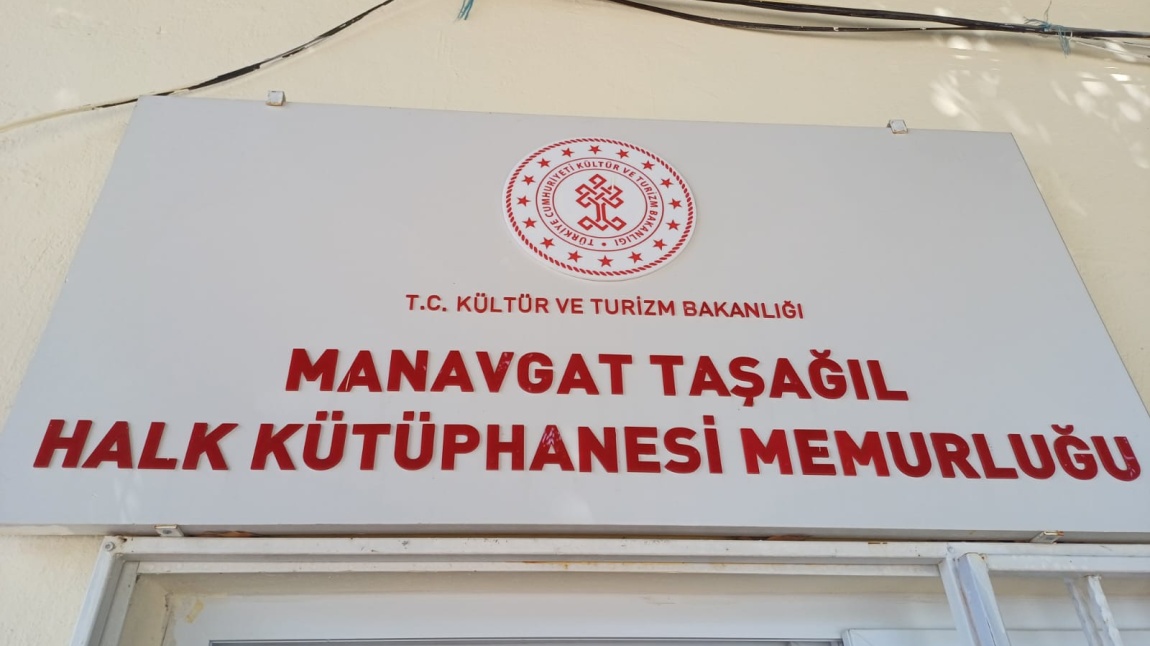 TÜRKİYE CUMHURİYETİ KÜLTÜR VE TURİZM BAKANLIĞI
T.C. KÜLTÜR VE TURİZM BAKANLIĞI
MANAVGAT TAŞAĞIL
HALK KÜTÜPHANESİ MEMURLUĞU